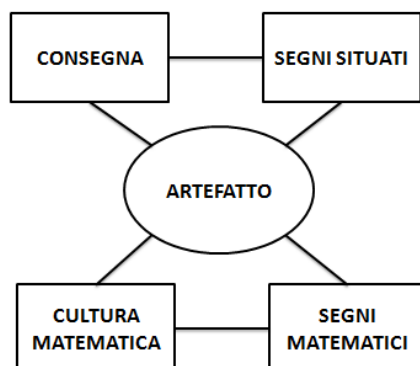 CONSEGNA
SEGNI SITUATI
ARTEFATTO
CULTURA
MATEMATICA
SEGNI
MATEMATICI